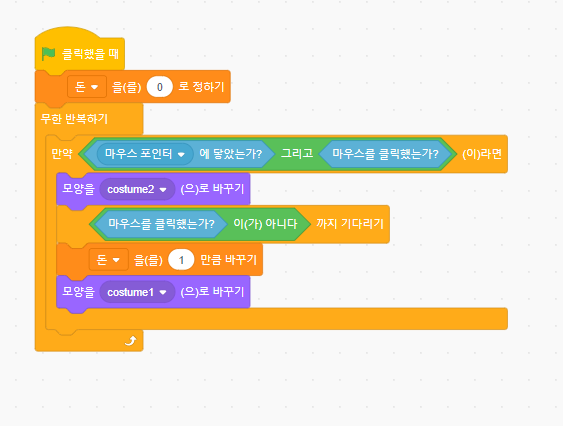 클릭했을 때
돈 을(를) 0 로 정하기
무한 반복하기
만약 마우스 포인터 에 닿았는가? 그리고 마우스를 클릭했는가? (이)라면
모양을 costume2 (으)로 바꾸기
마우스를 클릭했는가? 이(가) 아니다 까지 기다리기
돈 을(를) 1 만큼 바꾸기
모양을 costume1 (으)로 바꾸기